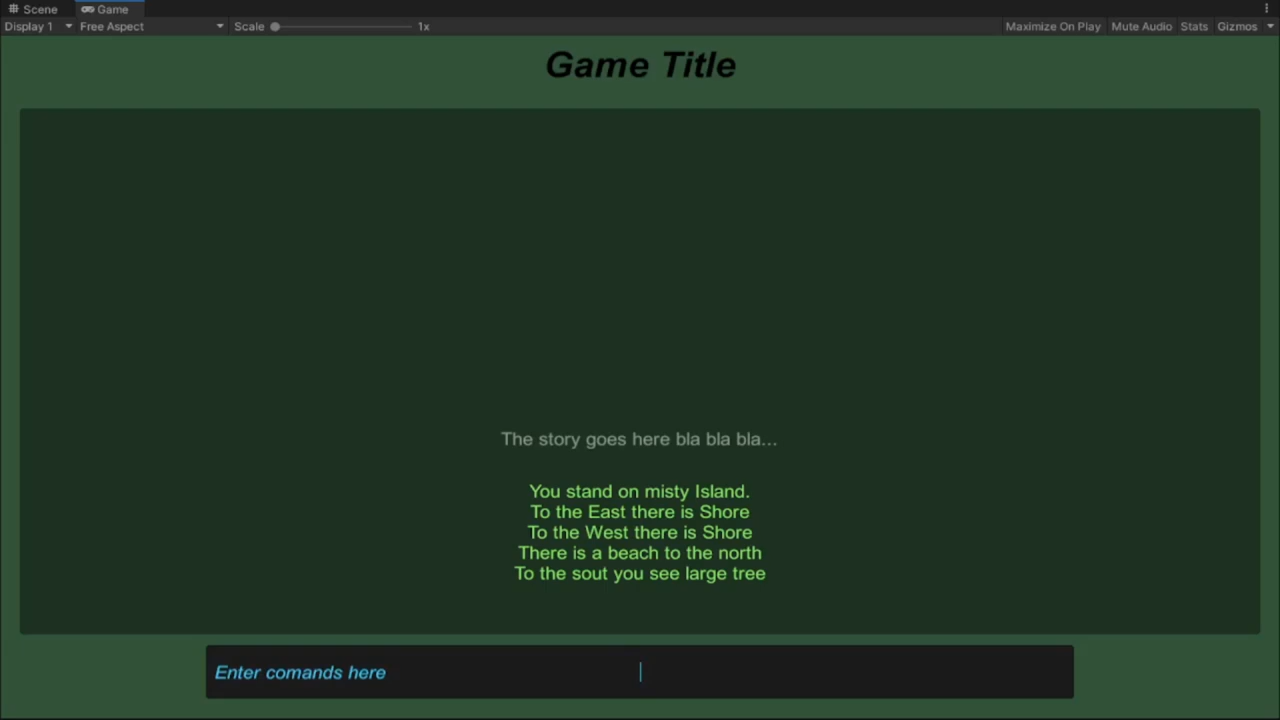 Scene Game
Display 1 Free Aspect Scale 1x Maximize On Play Mute Audio Stats Gizmos
Game Title
The story goes here bla bla bla...
You stand on misty Island.
To the East there is Shore
To the West there is Shore
There is a beach to the north
To the sout you see large tree
Enter comands here